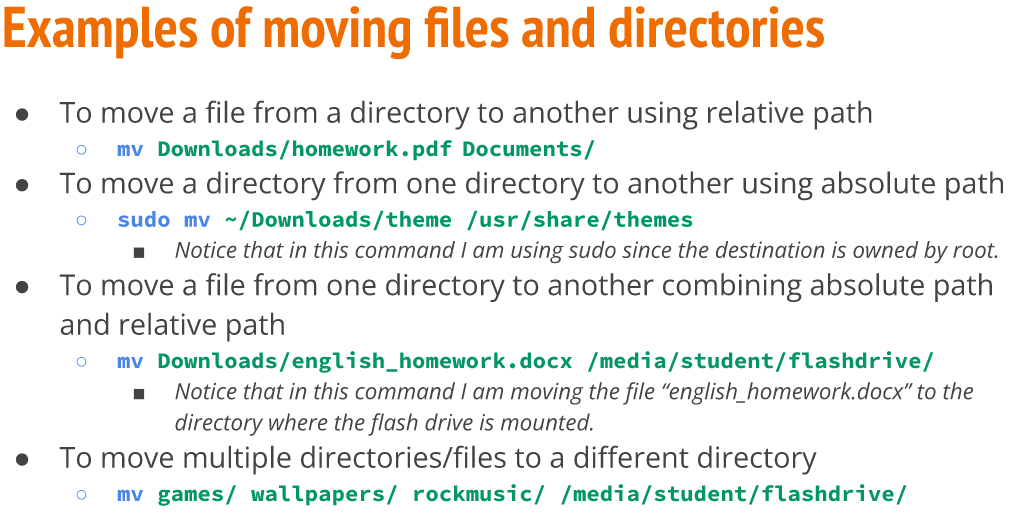 Examples of moving files and directories
● To move a file from a directory to another using relative path
○ mv Downloads/homework.pdf Documents/
● To move a directory from one directory to another using absolute path
○ sudo mv ~/Downloads/theme /usr/share/themes
■ Notice that in this command I am using sudo since the destination is owned by root.
● To move a file from one directory to another combining absolute path
and relative path
○ mv Downloads/english_homework.docx /media/student/flashdrive/
■ Notice that in this command I am moving the file “english_homework.docx” to the
directory where the flash drive is mounted.
● To move multiple directories/files to a different directory
○ mv games/ wallpapers/ rockmusic/ /media/student/flashdrive/